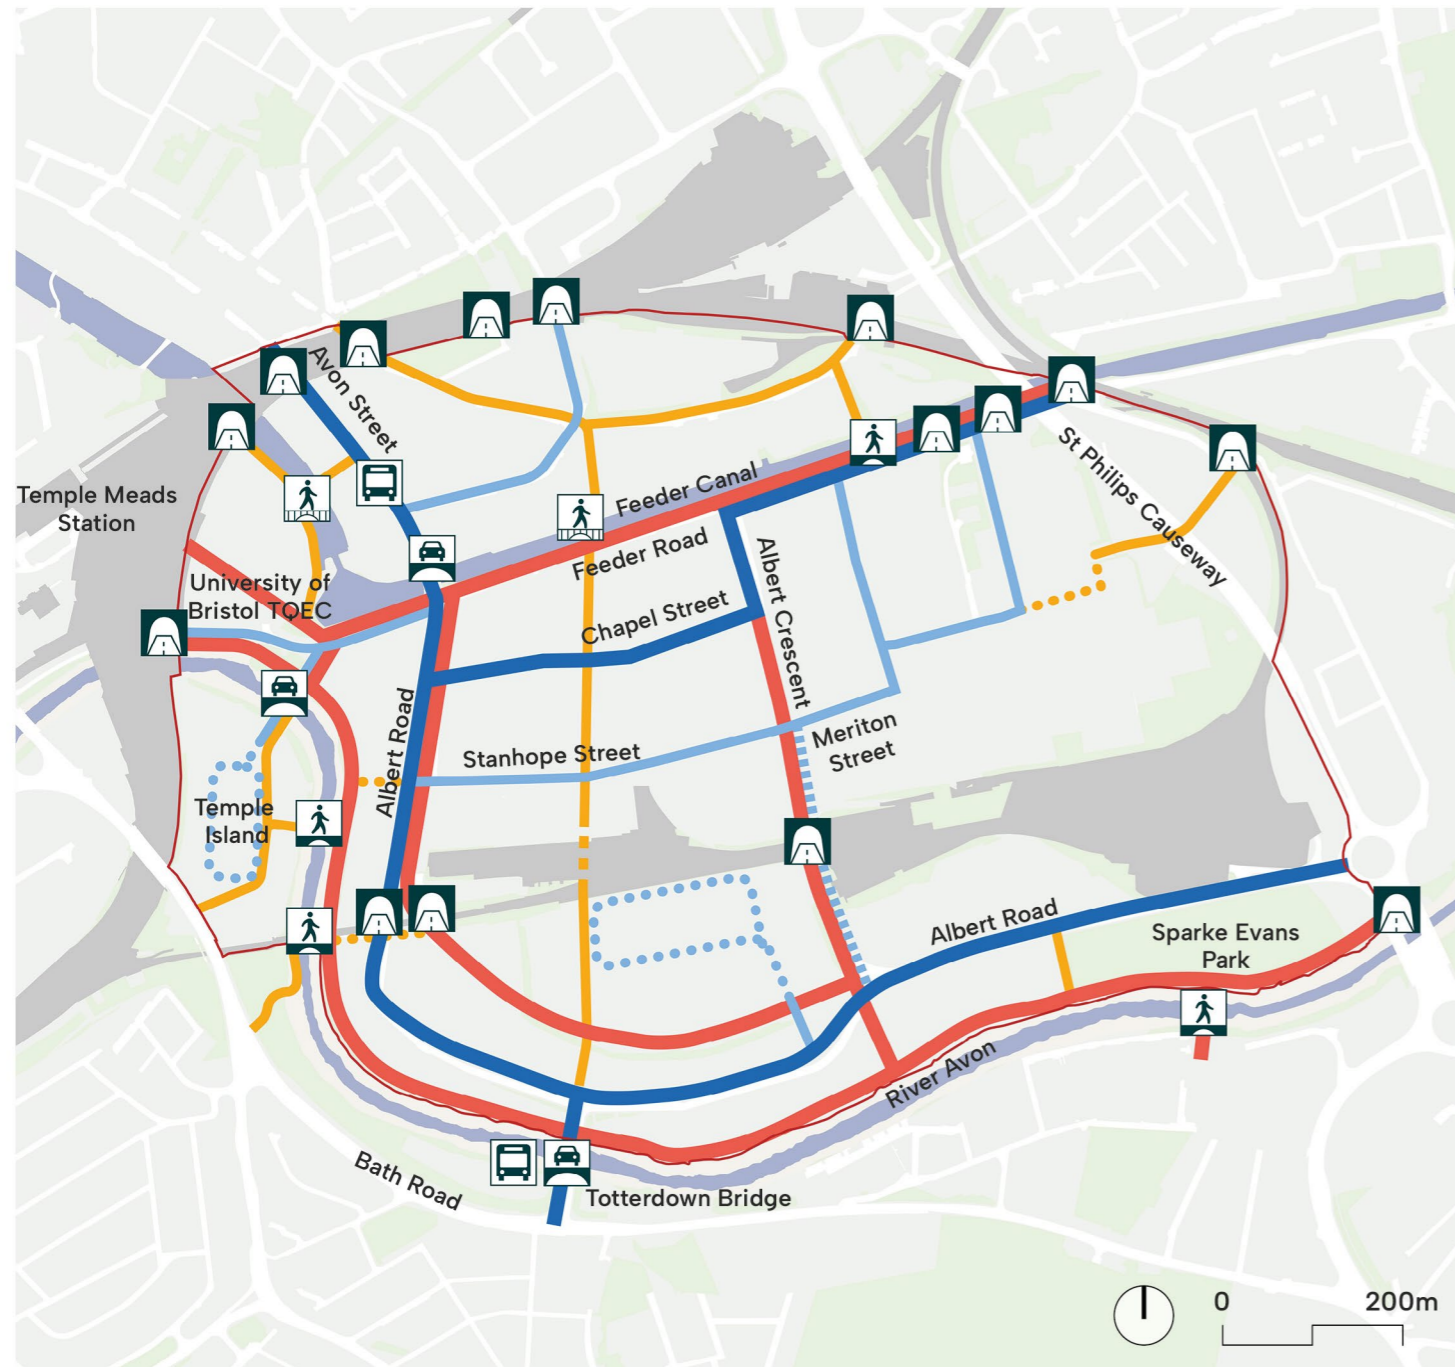 Avon Street
Temple Meads
Station
Feeder Canal
St Philips Causeway
Feeder Road
University of
Bristol TQEC
Chapel Street
Albert Crescent
Albert Road
Meriton
Street
Stanhope Street
Temple
Island
Albert Road
Sparke Evans
Park
River Avon
Bath Road
Totterdown Bridge
0 200m